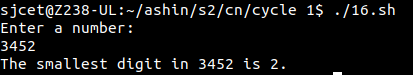 sjcet@Z238-UL:~/ashin/s2/cn/cycle 1$ ./16.sh
Enter a number:
3452
The smallest digit in 3452 is 2.